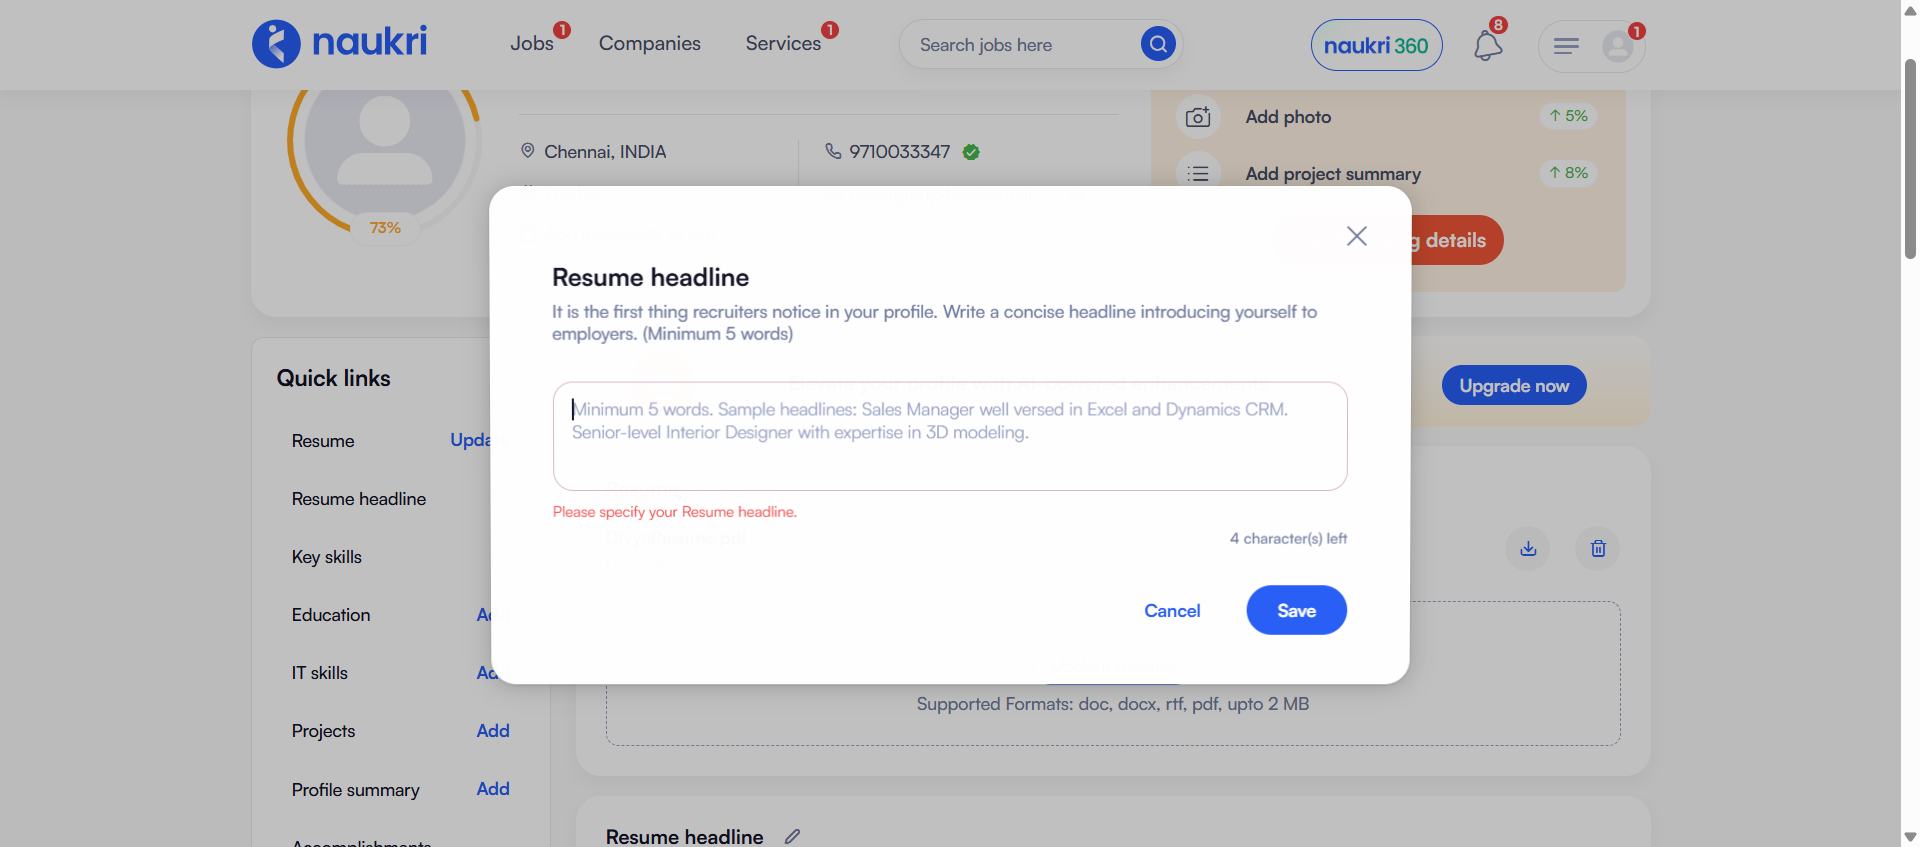 naukri
Jobs 1
Companies
Services 1
Search jobs here
naukri 360
8
1
Chennai, INDIA
9710033347
73%
Add photo
5%
Add project summary
8%
g details
Resume headline
It is the first thing recruiters notice in your profile. Write a concise headline introducing yourself to
employers. (Minimum 5 words)
Minimum 5 words. Sample headlines: Sales Manager well versed in Excel and Dynamics CRM.
Senior-level Interior Designer with expertise in 3D modeling.
Please specify your Resume headline.
4 character(s) left
Cancel
Save
Quick links
Resume
Upda
Resume headline
Key skills
Education
Ad
IT skills
Ad
Projects
Add
Profile summary
Add
Accomplishments
Upgrade now
Supported Formats: doc, docx, rtf, pdf, upto 2 MB
Resume headline